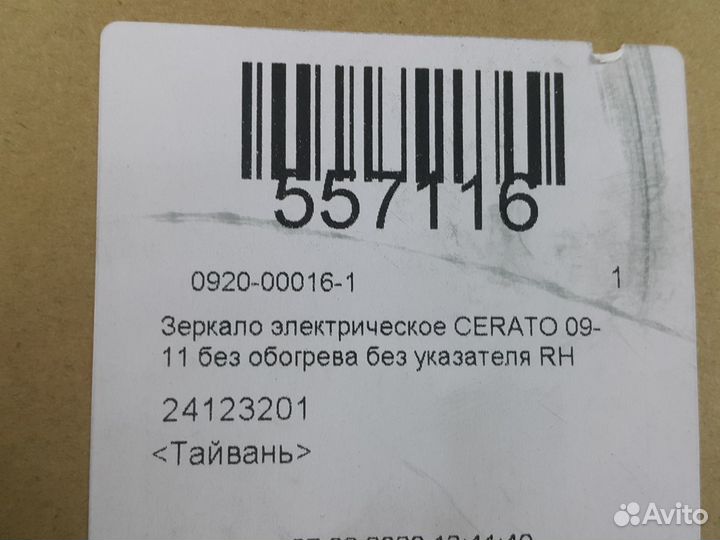 557116
0920-00016-1 1
Зеркало электрическое CERATO 09-
11 без обогрева без указателя RH
24123201
<Тайвань>
Avito